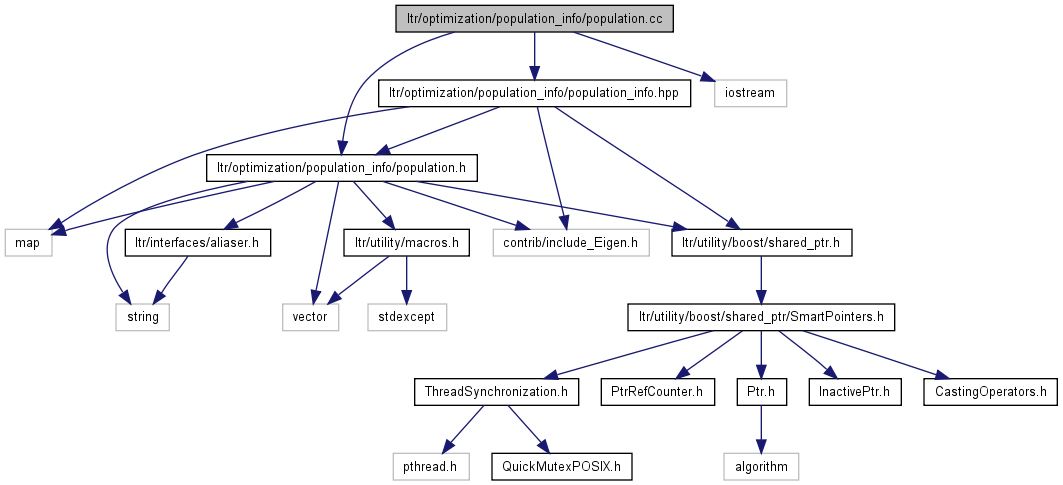 ltr/optimization/population_info/population.cc
ltr/optimization/population_info/population_info.hpp
iostream
ltr/optimization/population_info/population.h
map
ltr/interfaces/aliaser.h
ltr/utility/macros.h
contrib/include_Eigen.h
ltr/utility/boost/shared_ptr.h
string
vector
stdexcept
ltr/utility/boost/shared_ptr/SmartPointers.h
ThreadSynchronization.h
PtrRefCounter.h
Ptr.h
InactivePtr.h
CastingOperators.h
pthread.h
QuickMutexPOSIX.h
algorithm